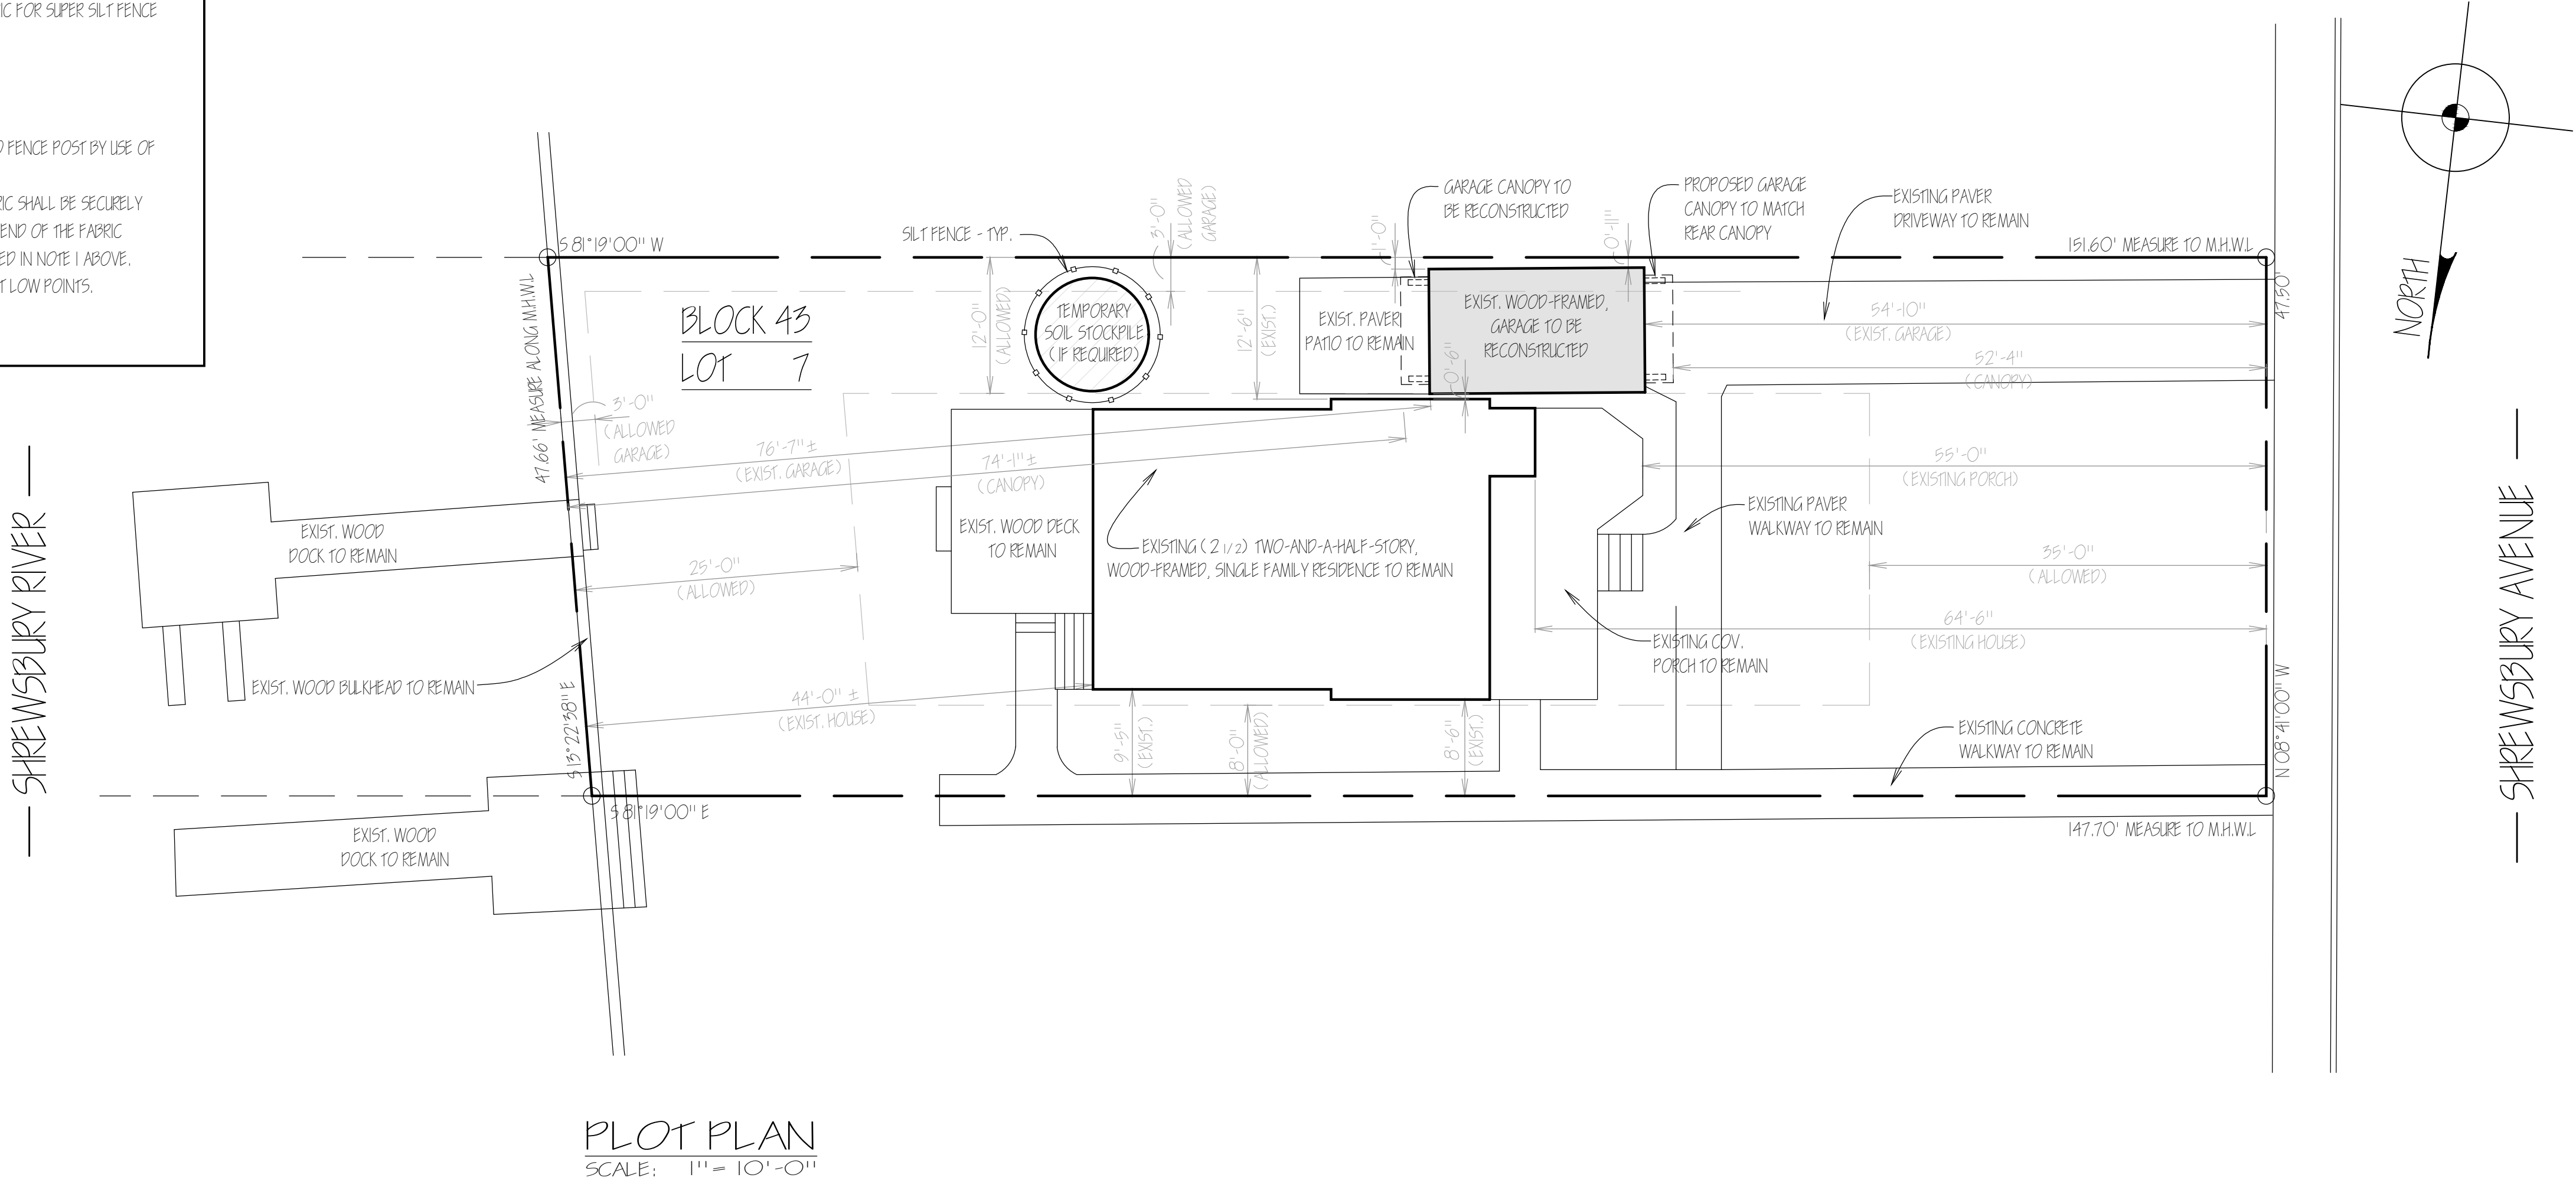 IC FOR SUPER SILT FENCE
FENCE POST BY USE OF
RIC SHALL BE SECURELY
END OF THE FABRIC
ED IN NOTE 1 ABOVE.
T LOW POINTS.
SHREWSBURY RIVER
S 81°19'00" W
47.66' MEASURE ALONG M.H.W.L
S 13°22'38" E
BLOCK 43
LOT 7
3'-0"
(ALLOWED
GARAGE)
SILT FENCE - TYP.
12'-0"
(ALLOWED)
TEMPORARY
SOIL STOCKPILE
( IF REQUIRED)
3'-0"
(ALLOWED
GARAGE)
12'-6"
(EXIST.)
EXIST. PAVER
PATIO TO REMAIN
1'-0"
GARAGE CANOPY TO
BE RECONSTRUCTED
EXIST. WOOD-FRAMED,
GARAGE TO BE
RECONSTRUCTED
0'-6"
0'-11"
PROPOSED GARAGE
CANOPY TO MATCH
REAR CANOPY
EXISTING PAVER
DRIVEWAY TO REMAIN
151.60' MEASURE TO M.H.W.L
47.50'
54'-10"
(EXIST. GARAGE)
52'-4"
(CANOPY)
76'-7" ±
(EXIST. GARAGE)
74'-1" ±
(CANOPY)
EXIST. WOOD
DOCK TO REMAIN
25'-0"
(ALLOWED)
EXIST. WOOD DECK
TO REMAIN
EXISTING ( 2 1/2) TWO-AND-A-HALF-STORY,
WOOD-FRAMED, SINGLE FAMILY RESIDENCE TO REMAIN
55'-0"
(EXISTING PORCH)
EXISTING PAVER
WALKWAY TO REMAIN
35'-0"
(ALLOWED)
64'-6"
(EXISTING HOUSE)
EXISTING COV.
PORCH TO REMAIN
EXIST. WOOD BULKHEAD TO REMAIN
44'-0" ±
(EXIST. HOUSE)
9'-5"
(EXIST.)
8'-0"
(ALLOWED)
8'-6"
(EXIST.)
EXISTING CONCRETE
WALKWAY TO REMAIN
N 08°41'00" W
S 81°19'00" E
147.70' MEASURE TO M.H.W.L
EXIST. WOOD
DOCK TO REMAIN
NORTH
SHREWSBURY AVENUE
PLOT PLAN
SCALE: 1" = 10'-0"